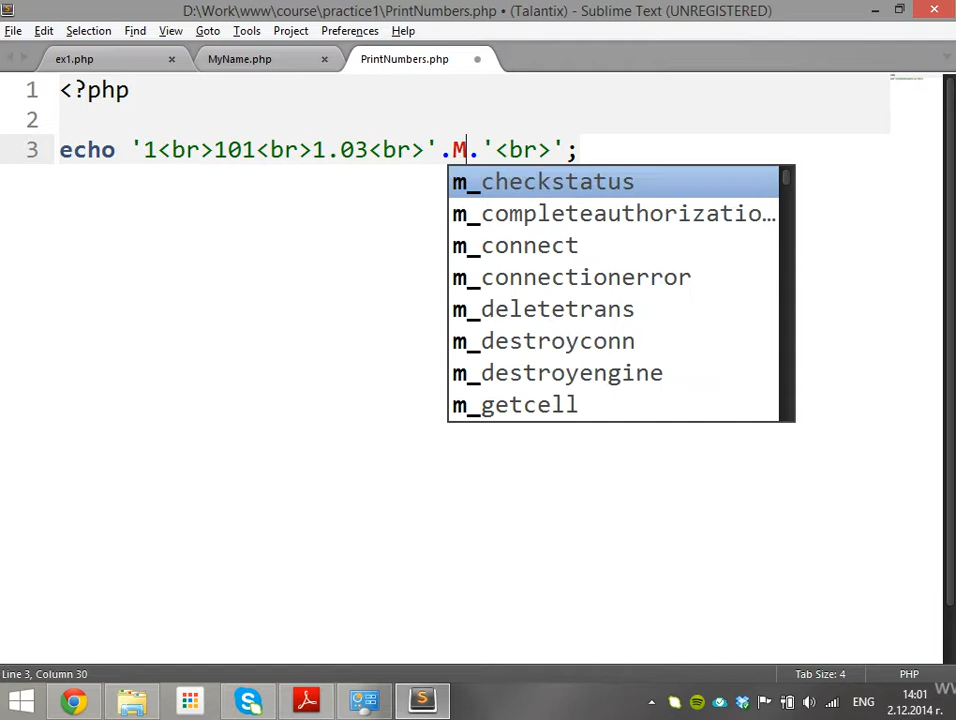 D:\Work\www\course\practice1\PrintNumbers.php • (Talantix) - Sublime Text (UNREGISTERED)
File Edit Selection Find View Goto Tools Project Preferences Help
ex1.php MyName.php PrintNumbers.php
1 <?php
2
3 echo '1<br>101<br>1.03<br>'.M.'<br>';
m_checkstatus
m_completeauthorizatio…
m_connect
m_connectionerror
m_deletetrans
m_destroyconn
m_destroyengine
m_getcell
Line 3, Column 30 Tab Size: 4 PHP
ENG 14:01
2.12.2014 г.